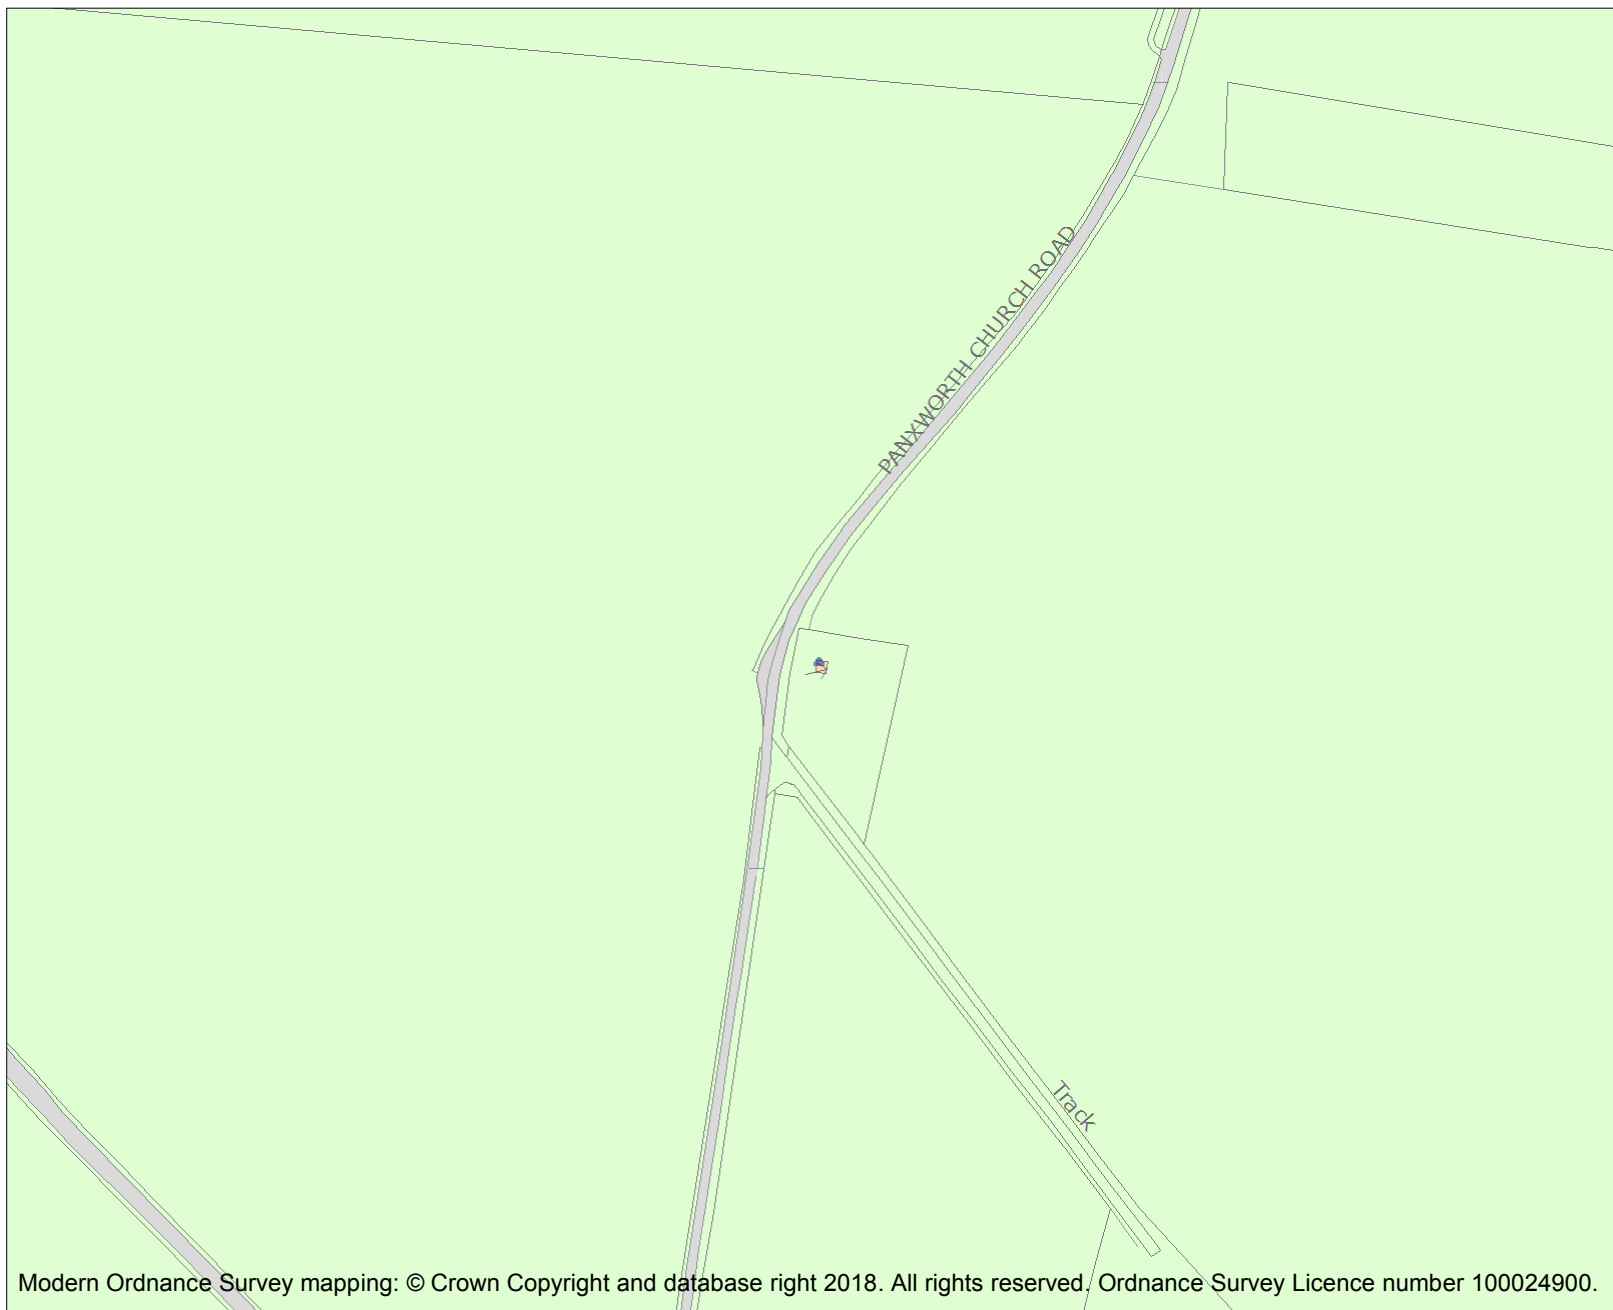 PANXWORTH CHURCH ROAD
Track
Modern Ordnance Survey mapping: © Crown Copyright and database right 2018. All rights reserved. Ordnance Survey Licence number 100024900.